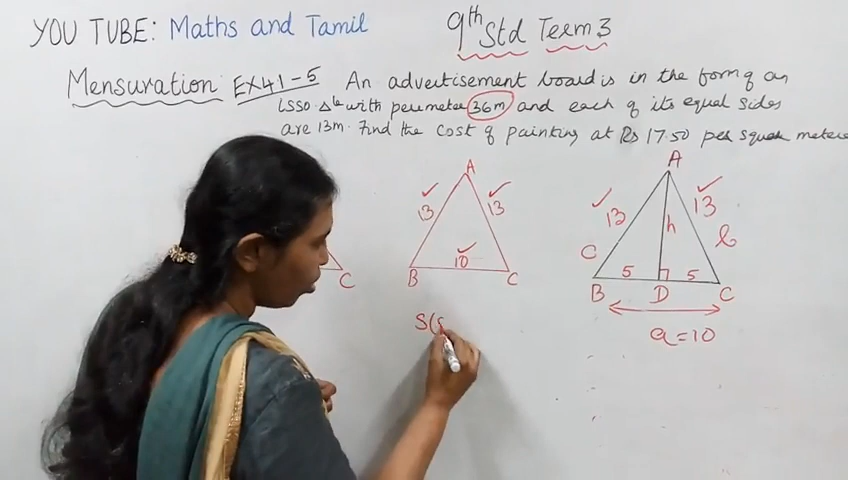 YOU TUBE: Maths and Tamil
9th Std Term 3
Mensuration Ex 4.1-5 An advertisement board is in the form of an
isso. Δle with perimeter 36m and each of its equal sides
are 13m. Find the cost of painting at Rs 17.50 per square meters
A
13 13
10
B C
C
S(s
A
13 13
h
C b
5 5
B D C
a=10